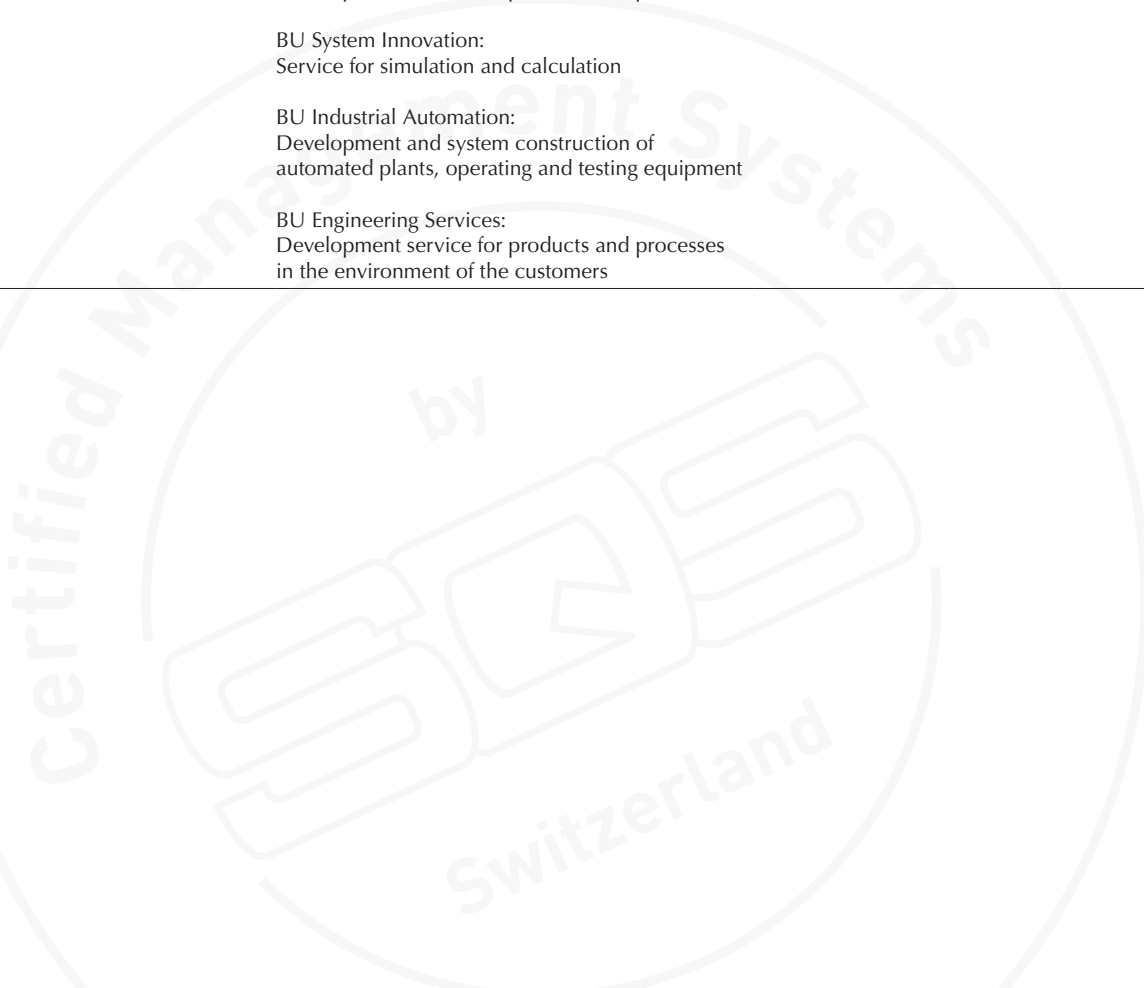 BU System Innovation:
Service for simulation and calculation
BU Industrial Automation:
Development and system construction of
automated plants, operating and testing equipment
BU Engineering Services:
Development service for products and processes
in the environment of the customers
Certified Management Systems
by
SQS
Switzerland